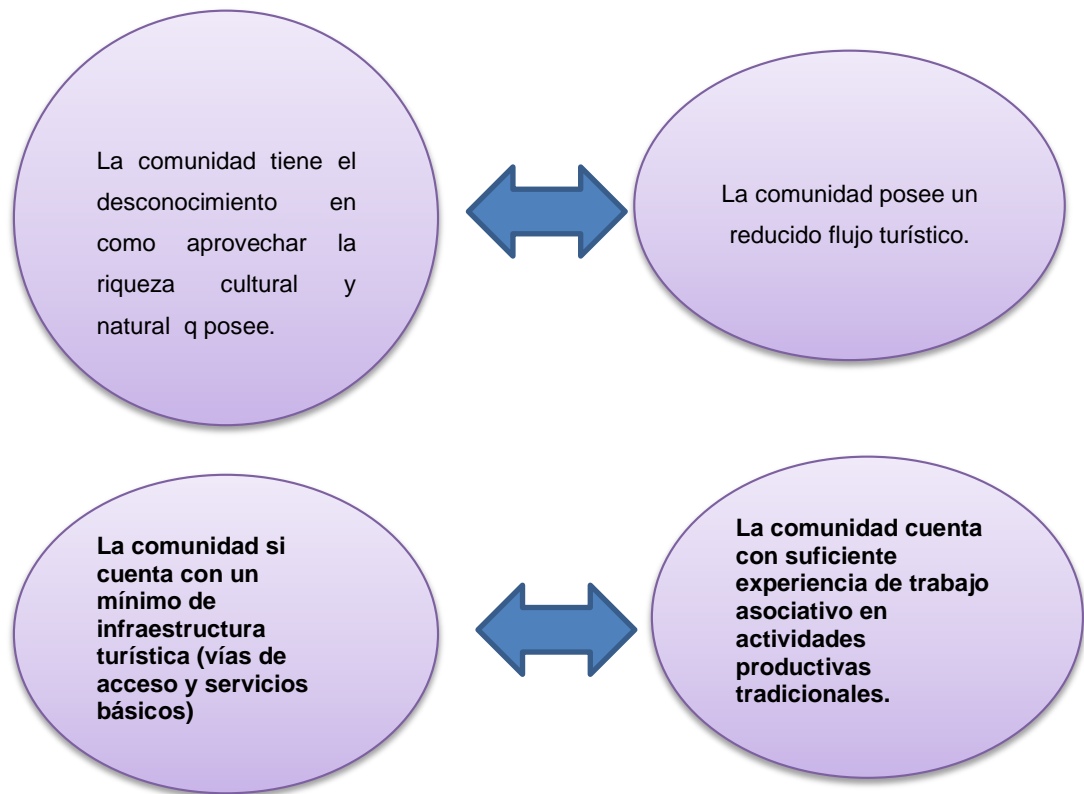 La comunidad tiene el
desconocimiento en
como aprovechar la
riqueza cultural y
natural q posee.
La comunidad posee un
reducido flujo turístico.
La comunidad si
cuenta con un
mínimo de
infraestructura
turística (vías de
acceso y servicios
básicos)
La comunidad cuenta
con suficiente
experiencia de trabajo
asociativo en
actividades
productivas
tradicionales.